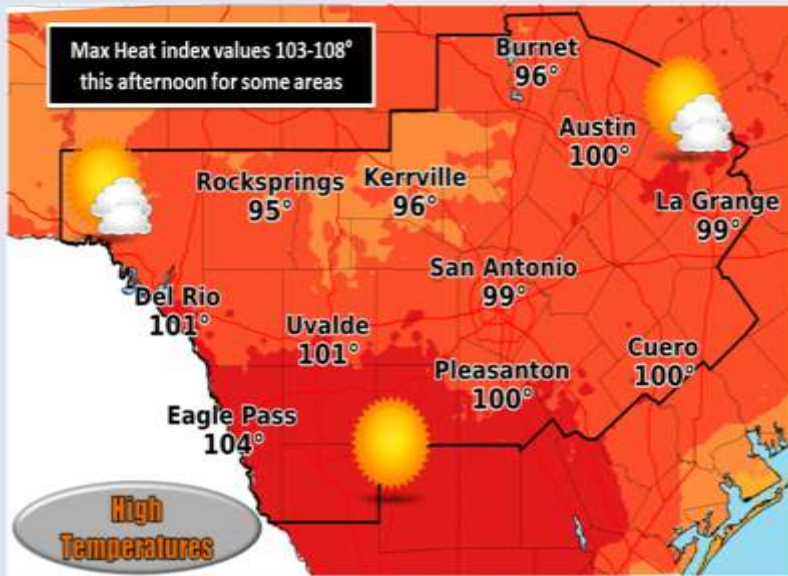 Max Heat index values 103-108°
this afternoon for some areas
Burnet
96°
Austin
100°
Rocksprings
95°
Kerrville
96°
La Grange
99°
San Antonio
99°
Del Rio
101°
Uvalde
101°
Cuero
100°
Pleasanton
100°
Eagle Pass
104°
High
Temperatures